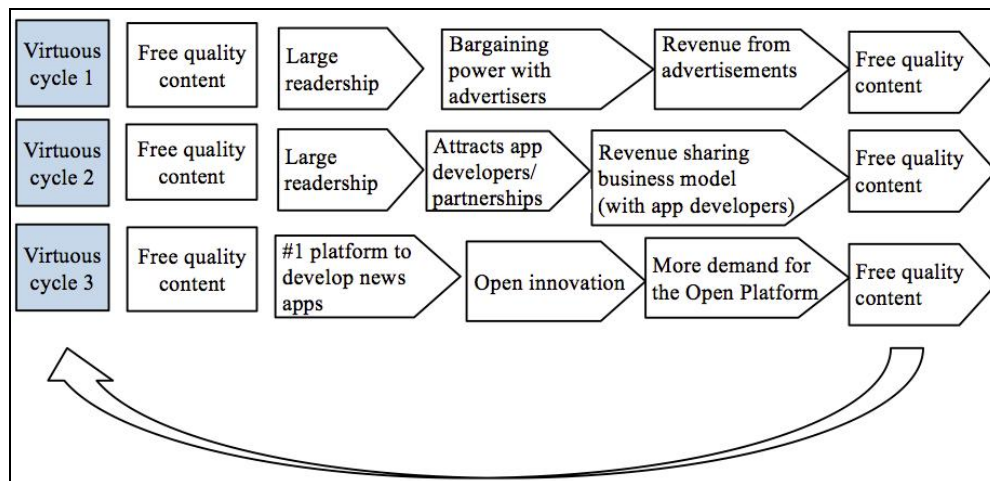 Virtuous
cycle 1
Free quality
content
Large
readership
Bargaining
power with
advertisers
Revenue from
advertisements
Free quality
content
Virtuous
cycle 2
Free quality
content
Large
readership
Attracts app
developers/
partnerships
Revenue sharing
business model
(with app developers)
Free quality
content
Virtuous
cycle 3
Free quality
content
#1 platform to
develop news
apps
Open innovation
More demand for
the Open Platform
Free quality
content